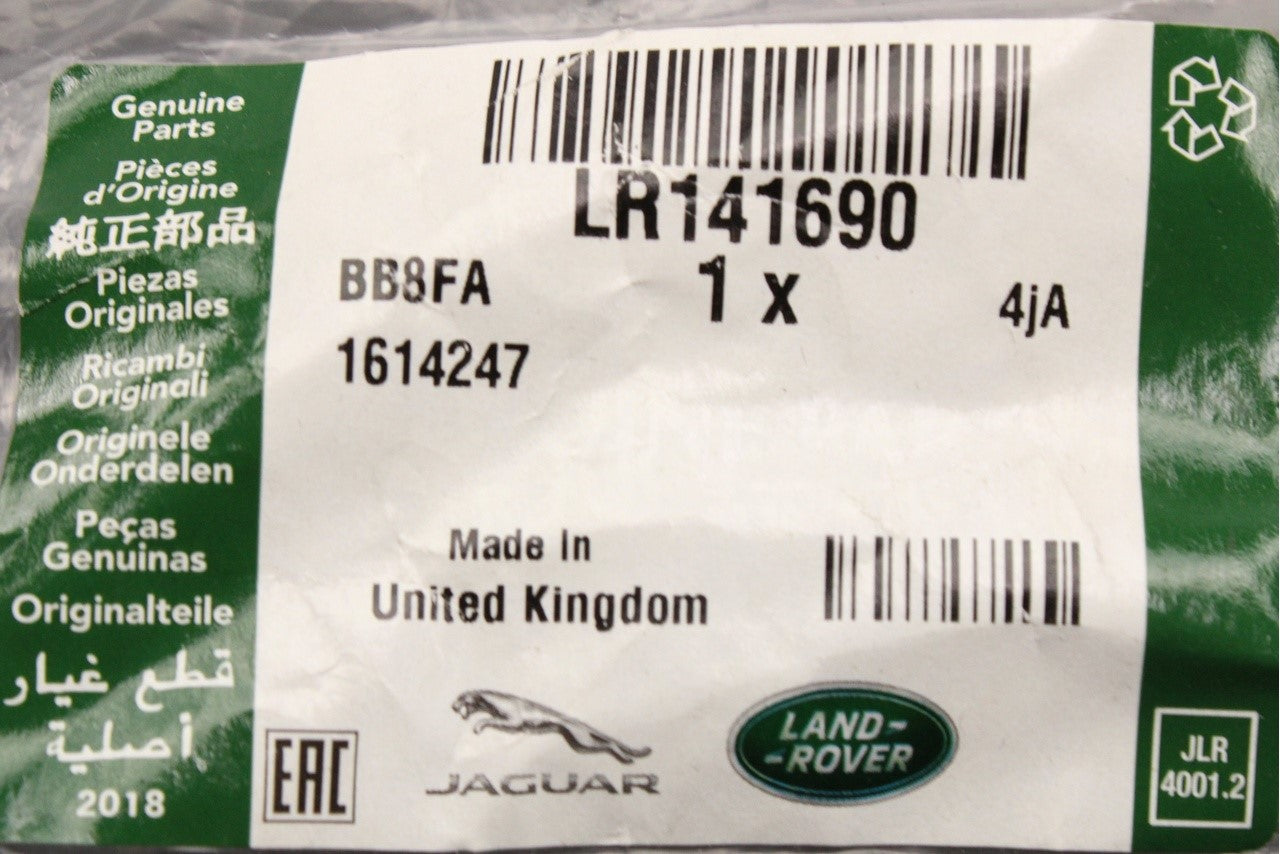 Genuine
Parts
Pièces
d'Origine
純正部品
Piezas
Originales
Ricambi
Originali
Originele
Onderdelen
Peças
Genuinas
Originalteile
قطع غيار
أصلية
2018
LR141690
BB8FA
1 x
4jA
1614247
Made In
United Kingdom
EAC
JAGUAR
LAND-
-ROVER
JLR
4001.2